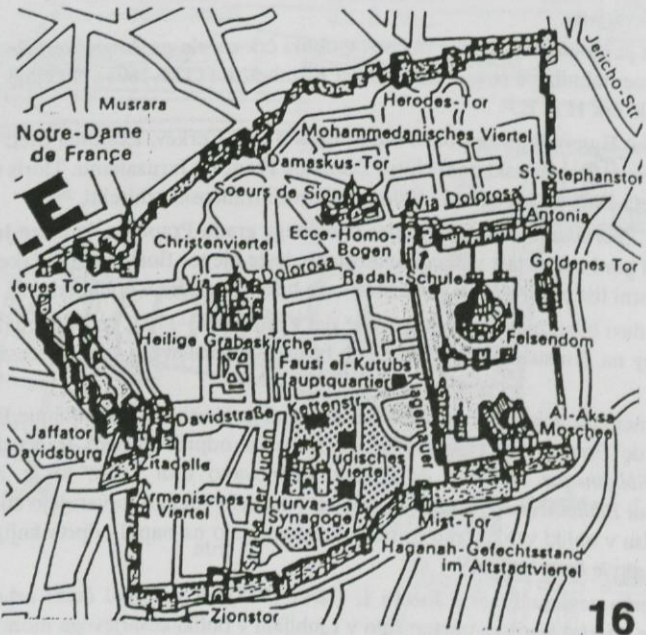 Jericho-Str
Musrara
Herodes-Tor
Notre-Dame
de France
Mohammedanisches Viertel
Damaskus-Tor
St. Stephanstor
Soeurs de Sion
Via Dolorosa
Antonia
Ecce-Homo-
Bogen
Christenviertel
Goldenes Tor
Via Dolorosa
Radah-Schule
Jeues Tor
Felsendom
Heilige Grabeskirche
Fausi el-Kutubs
Hauptquartier
Klagemauer
Al-Aksa
Moschee
Davidstraße
Kettenstr.
Jaffator
Davidsburg
Zitadelle
Jüdisches
Viertel
Armenisches
Viertel
Straße der Juden
Hurva-
Synagoge
Mist-Tor
Haganah-Gefechtsstand
im Altstadtviertel
Zionstor
16